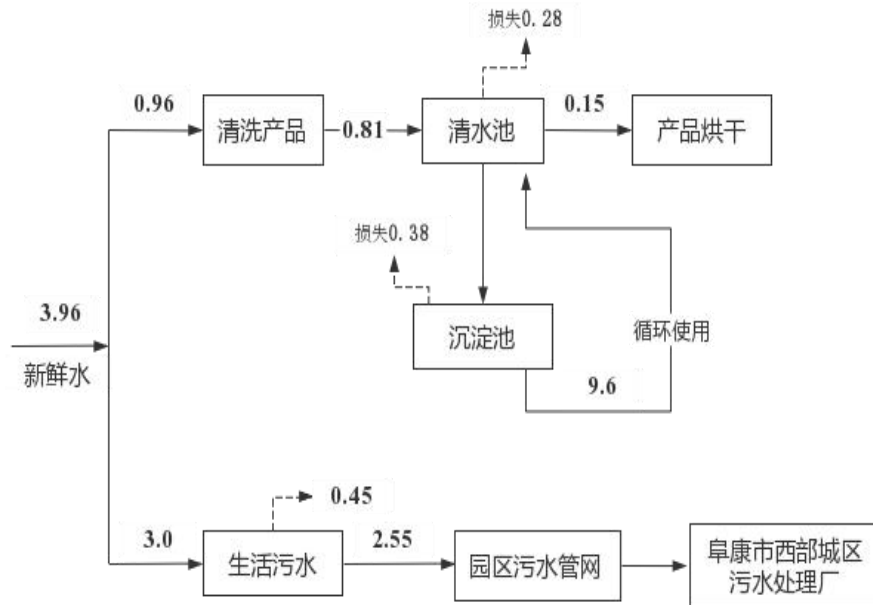 损失0.28
0.96
清洗产品
0.81
清水池
0.15
产品烘干
损失0.38
3.96
新鲜水
沉淀池
循环使用
9.6
0.45
3.0
生活污水
2.55
园区污水管网
阜康市西部城区
污水处理厂